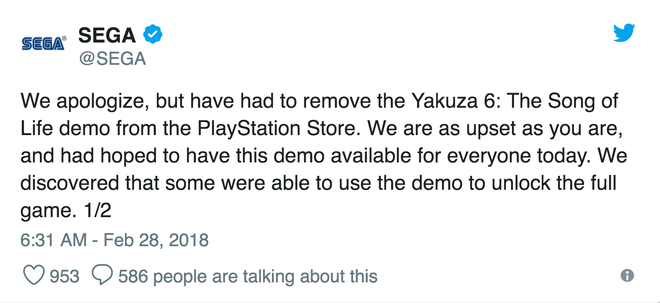 SEGA
SEGA
@SEGA
We apologize, but have had to remove the Yakuza 6: The Song of
Life demo from the PlayStation Store. We are as upset as you are,
and had hoped to have this demo available for everyone today. We
discovered that some were able to use the demo to unlock the full
game. 1/2
6:31 AM - Feb 28, 2018
953 586 people are talking about this